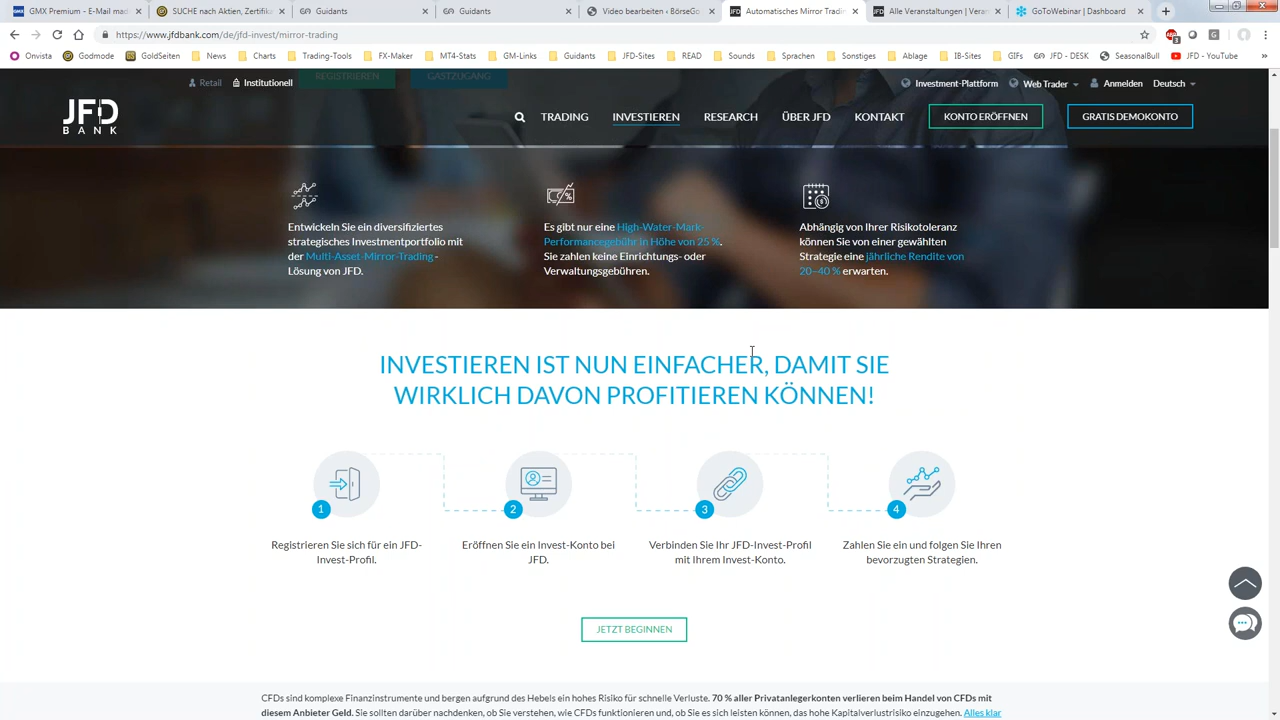 GMX Premium - E-Mail mad
SUCHE nach Aktien, Zertifika
Guidants
Guidants
Video bearbeiten ‹ BörseGo
Automatisches Mirror Tradin
Alle Veranstaltungen | Veran
GoToWebinar | Dashboard
https://www.jfdbank.com/de/jfd-invest/mirror-trading
Onvista
Godmode
GoldSeiten
News
Charts
Trading-Tools
FX-Maker
MT4-Stats
GM-Links
Guidants
JFD-Sites
READ
Sounds
Sprachen
Sonstiges
Ablage
IB-Sites
GIFs
JFD - DESK
SeasonalBull
JFD - YouTube
Retail
Institutionell
REGISTRIEREN
GASTZUGANG
Investment-Plattform
Web Trader
Anmelden
Deutsch
JFD
BANK
TRADING
INVESTIEREN
RESEARCH
ÜBER JFD
KONTAKT
KONTO ERÖFFNEN
GRATIS DEMOKONTO
Entwickeln Sie ein diversifiziertes
strategisches Investmentportfolio mit
der Multi-Asset-Mirror-Trading -
Lösung von JFD.
Es gibt nur eine High-Water-Mark-
Performancegebühr in Höhe von 25 %.
Sie zahlen keine Einrichtungs- oder
Verwaltungsgebühren.
Abhängig von Ihrer Risikotoleranz
können Sie von einer gewählten
Strategie eine jährliche Rendite von
20–40 % erwarten.
INVESTIEREN IST NUN EINFACHER, DAMIT SIE
WIRKLICH DAVON PROFITIEREN KÖNNEN!
1
2
3
4
Registrieren Sie sich für ein JFD-
Invest-Profil.
Eröffnen Sie ein Invest-Konto bei
JFD.
Verbinden Sie Ihr JFD-Invest-Profil
mit Ihrem Invest-Konto.
Zahlen Sie ein und folgen Sie Ihren
bevorzugten Strategien.
JETZT BEGINNEN
CFDs sind komplexe Finanzinstrumente und bergen aufgrund des Hebels ein hohes Risiko für schnelle Verluste. 70 % aller Privatanlegerkonten verlieren beim Handel von CFDs mit
diesem Anbieter Geld. Sie sollten darüber nachdenken, ob Sie verstehen, wie CFDs funktionieren und, ob Sie es sich leisten können, das hohe Kapitalverlustrisiko einzugehen. Alles klar